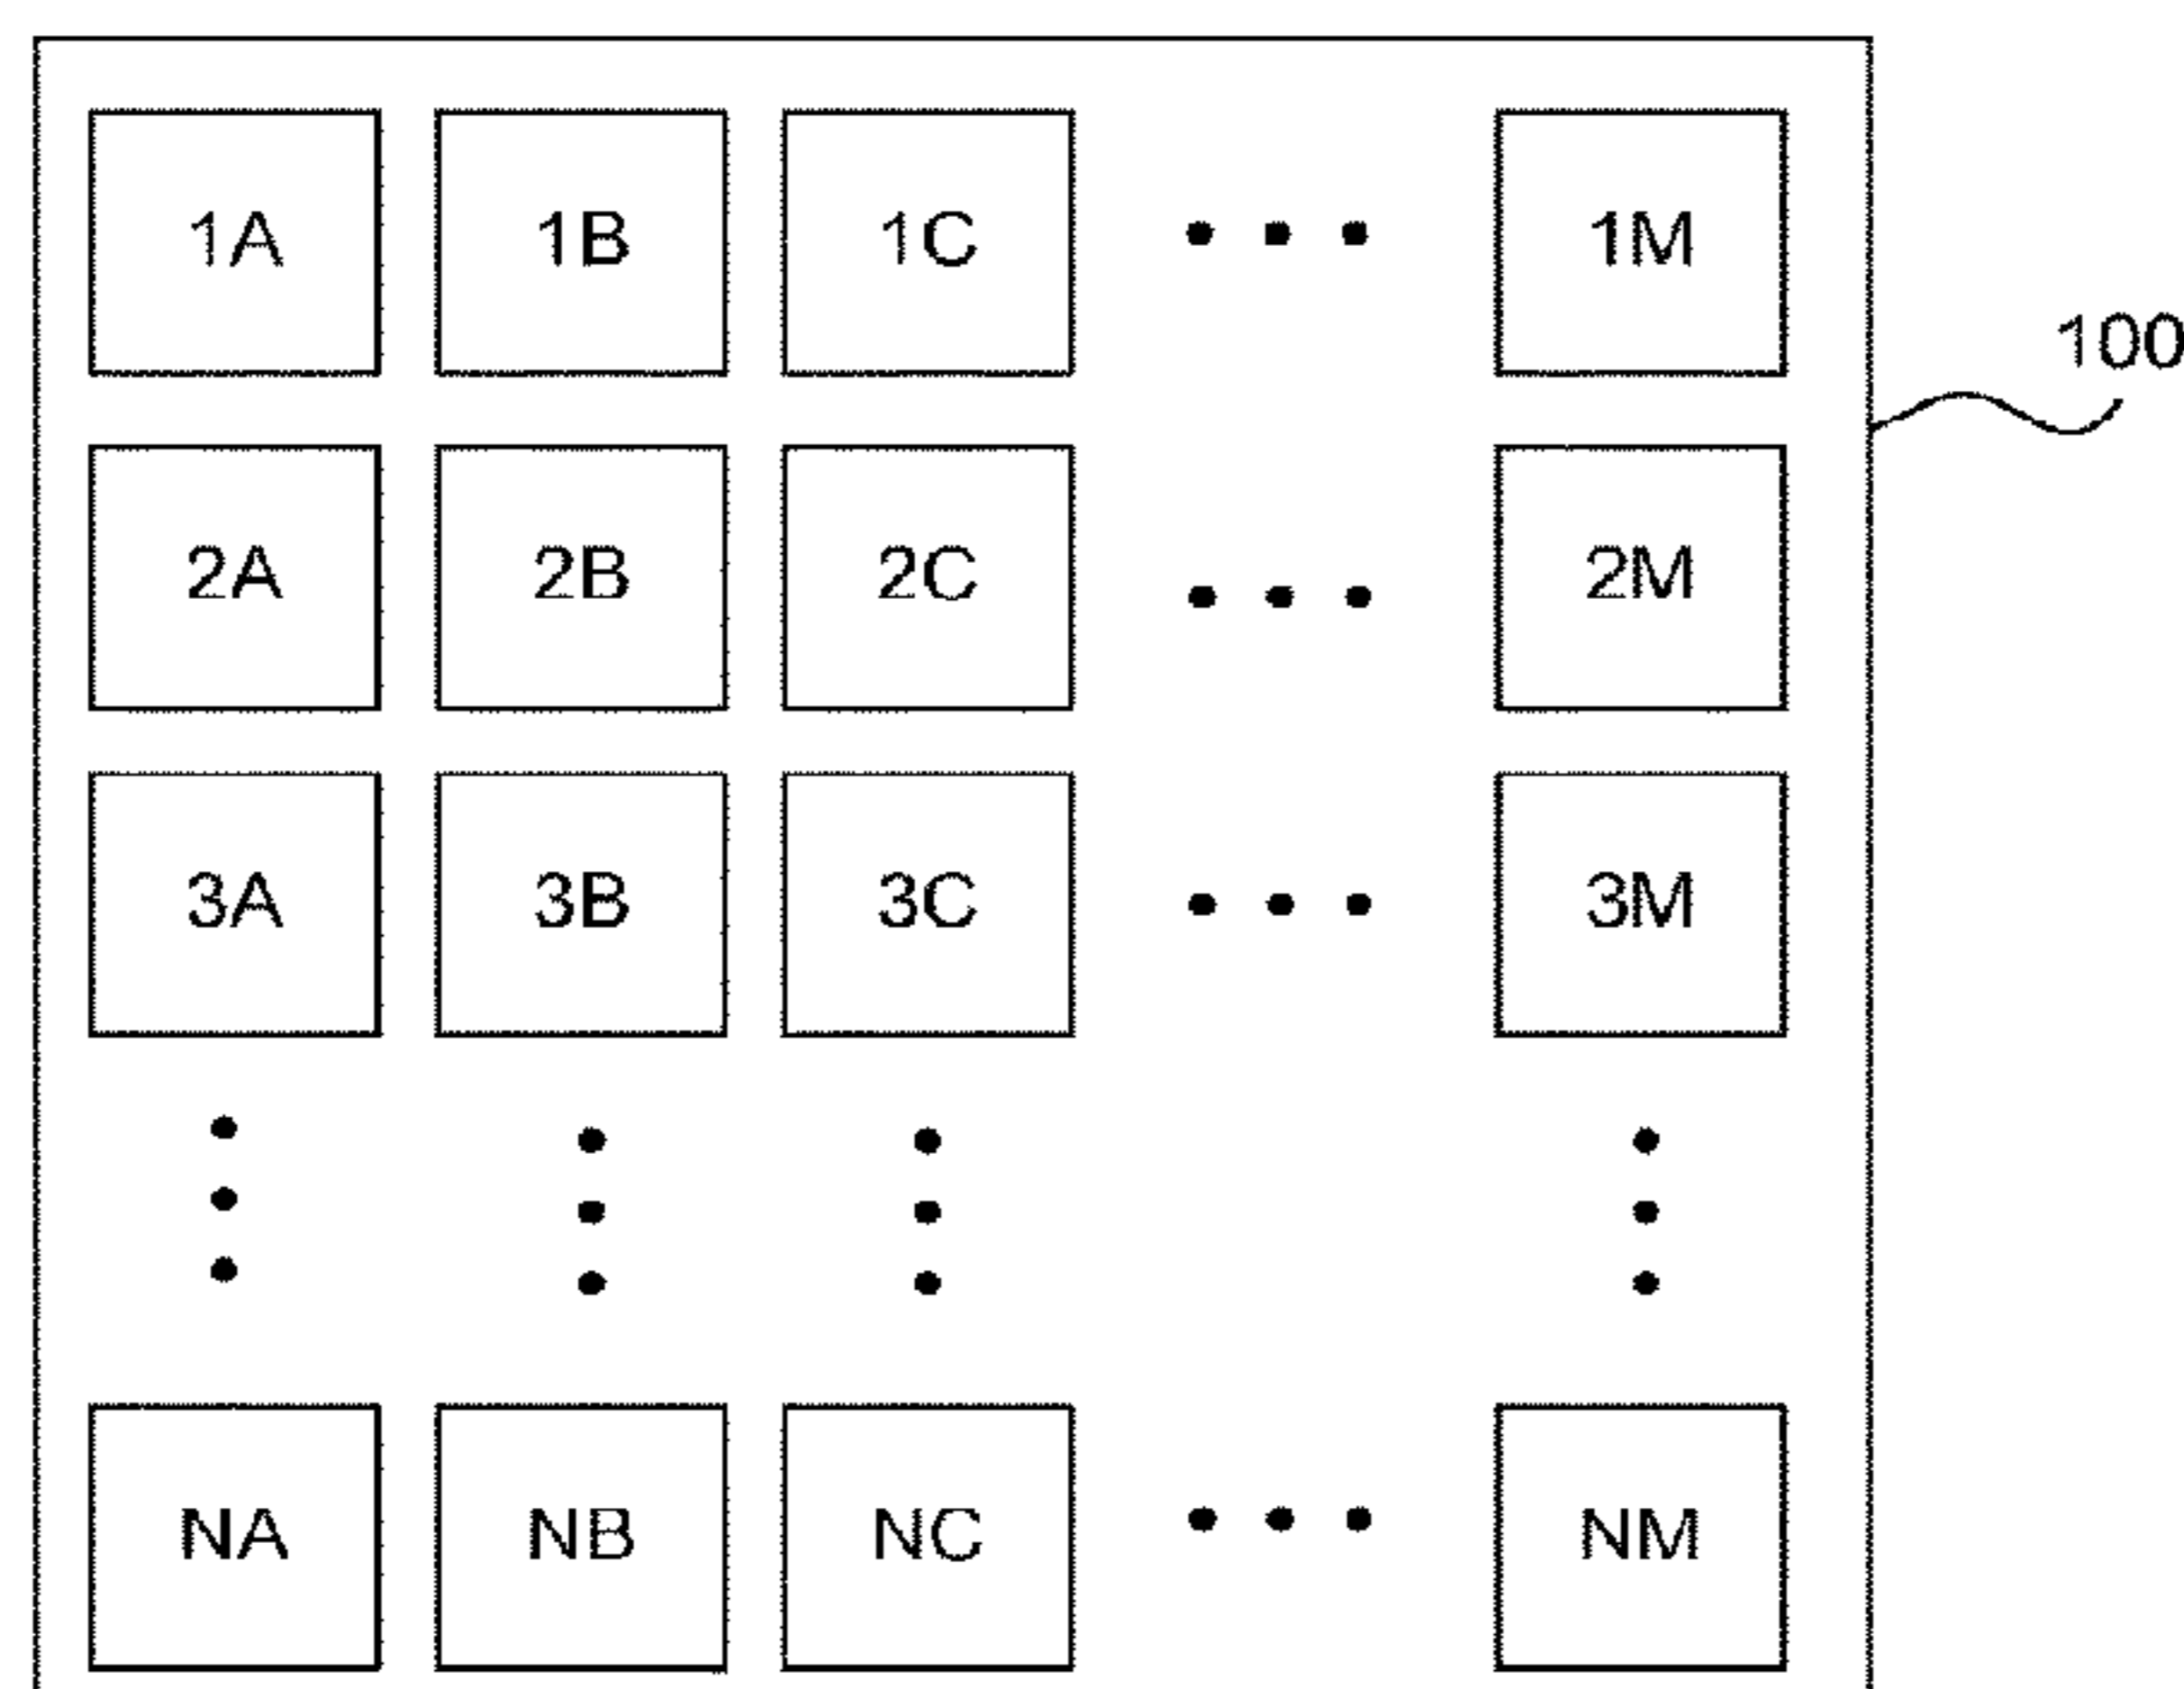 1A 1B 1C ••• 1M
100
2A 2B 2C ••• 2M
3A 3B 3C ••• 3M
NA NB NC ••• NM